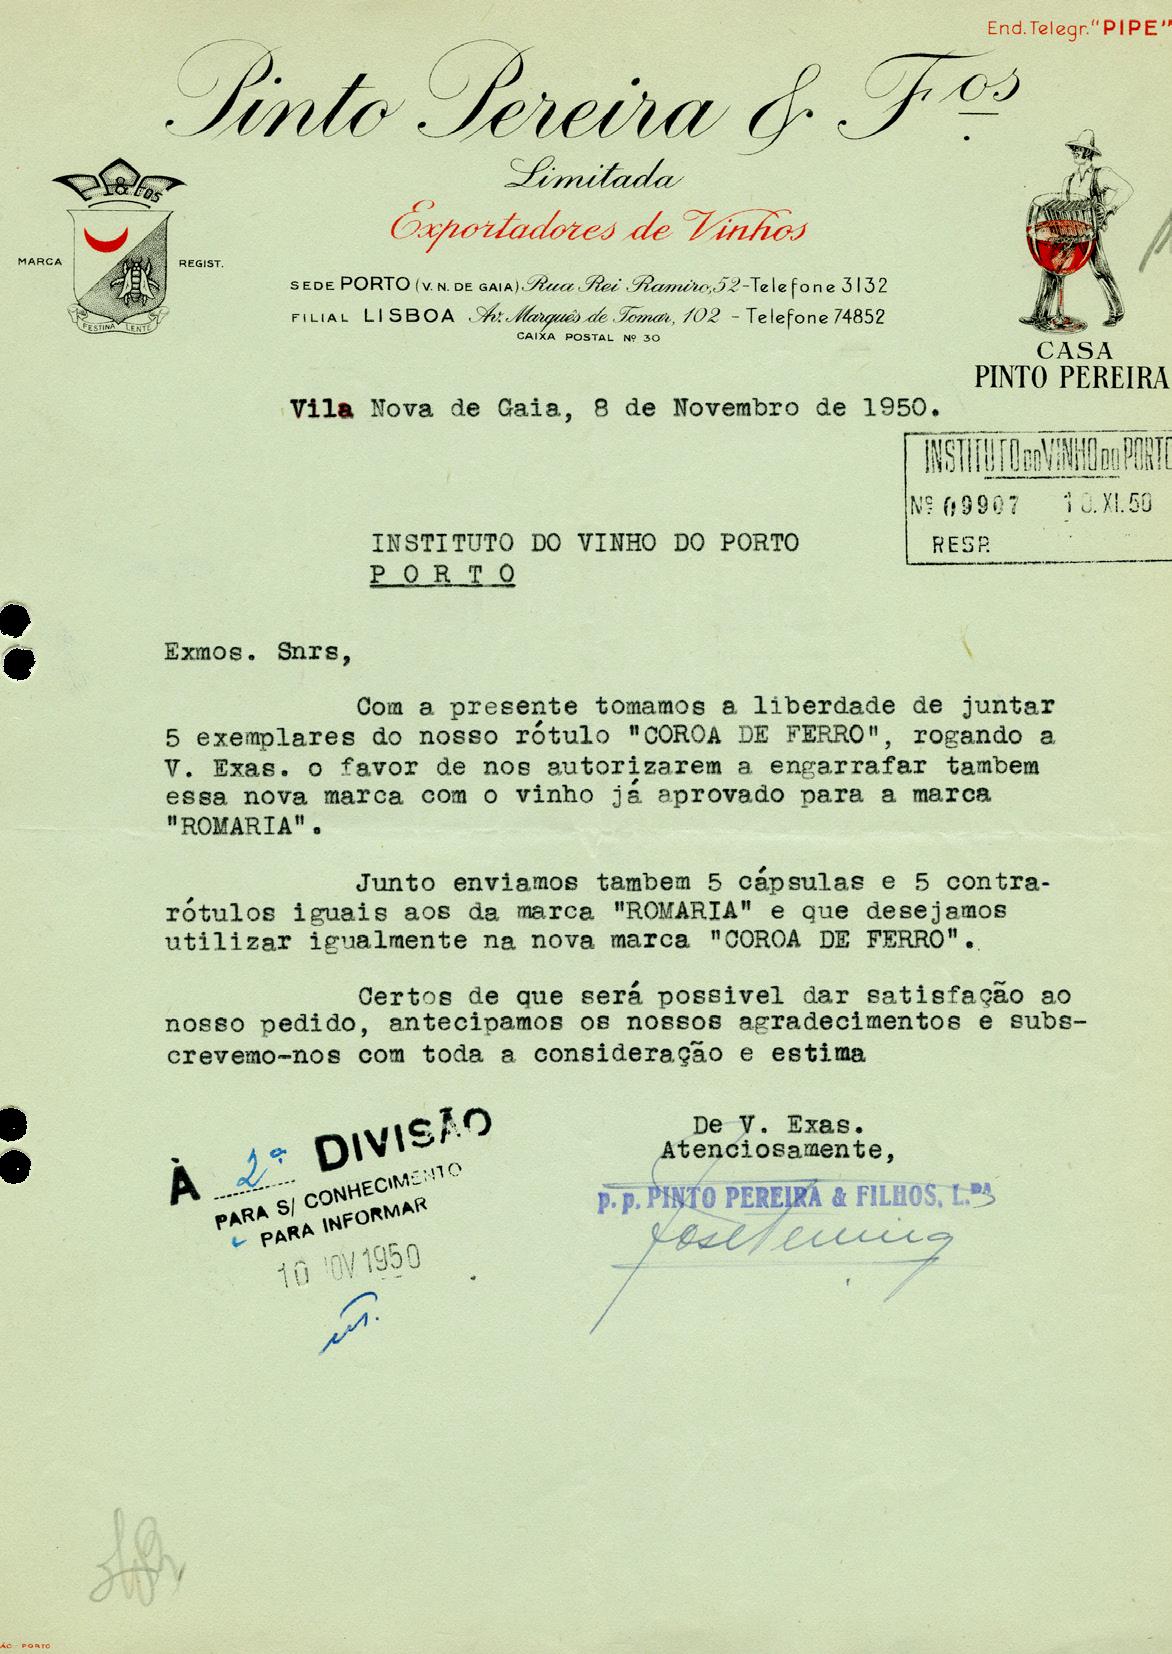 End. Telegr. "PIPE"
Pinto Pereira & Fos.
Limitada
Exportadores de Vinhos
P. & FOS
MARCA REGIST.
FESTINA LENTE
SEDE PORTO (V. N. DE GAIA) Rua Rei Ramiro, 52 - Telefone 3132
FILIAL LISBOA Av. Marquês de Tomar, 102 - Telefone 74852
CAIXA POSTAL Nº 30
CASA
PINTO PEREIRA
Vila Nova de Gaia, 8 de Novembro de 1950.
INSTITUTO DO VINHO DO PORTO
Nº 09907 10. XI. 50
RESP.
INSTITUTO DO VINHO DO PORTO
P O R T O
Exmos. Snrs,
Com a presente tomamos a liberdade de juntar
5 exemplares do nosso rótulo "COROA DE FERRO", rogando a
V. Exas. o favor de nos autorizarem a engarrafar tambem
essa nova marca com o vinho já aprovado para a marca
"ROMARIA".
Junto enviamos tambem 5 cápsulas e 5 contra-
rótulos iguais aos da marca "ROMARIA" e que desejamos
utilizar igualmente na nova marca "COROA DE FERRO".
Certos de que será possivel dar satisfação ao
nosso pedido, antecipamos os nossos agradecimentos e subs-
crevemo-nos com toda a consideração e estima
De V. Exas.
Atenciosamente,
p. p. PINTO PEREIRA & FILHOS, L.DA
À 2ª DIVISÃO
PARA S/ CONHECIMENTO
PARA INFORMAR
10 NOV 1950
PORTO